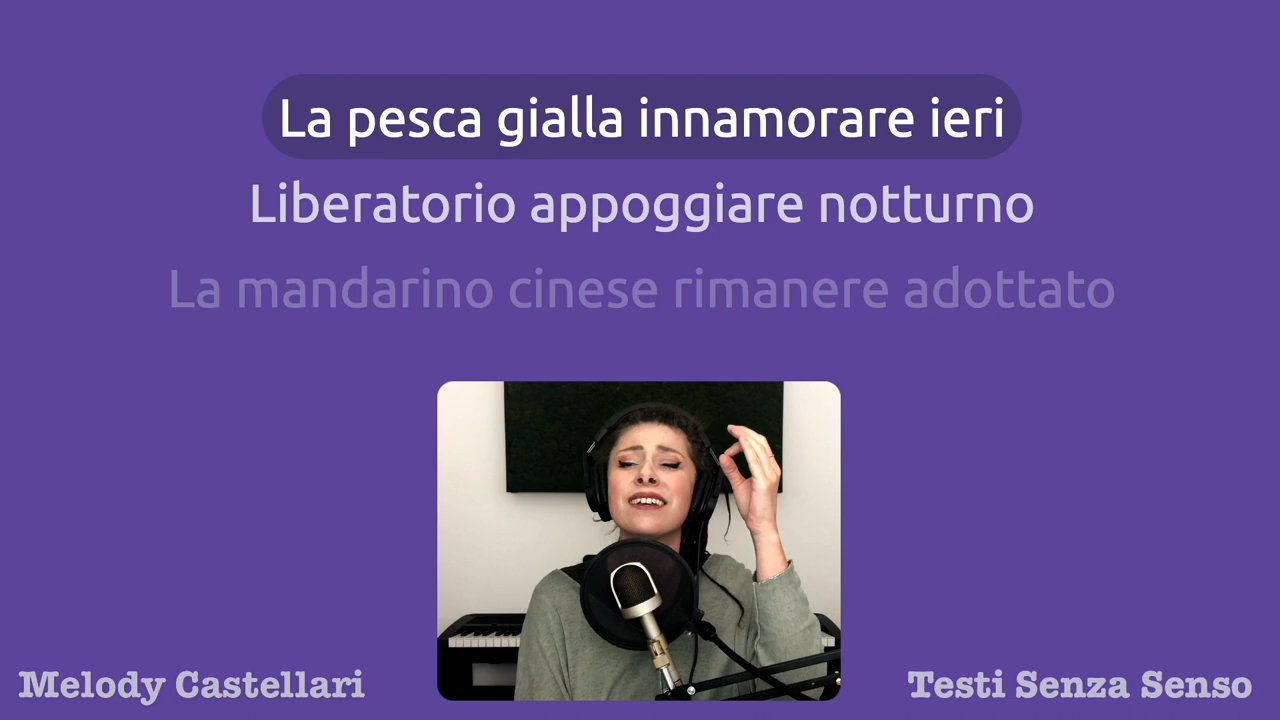 La pesca gialla innamorare ieri
Liberatorio appoggiare notturno
La mandarino cinese rimanere adottato
Melody Castellari
Testi Senza Senso